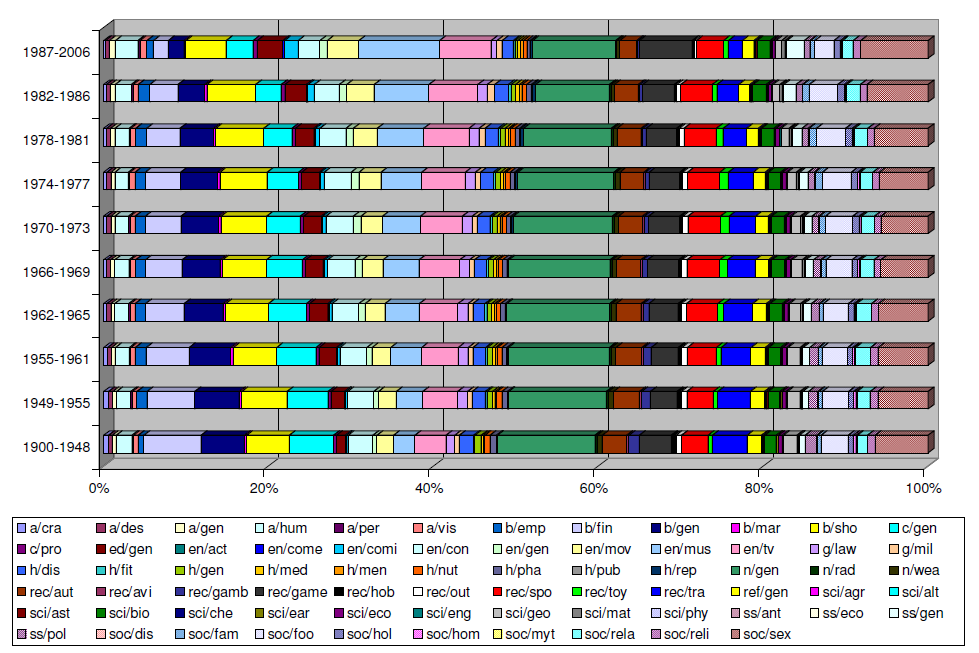 1987-2006
1982-1986
1978-1981
1974-1977
1970-1973
1966-1969
1962-1965
1955-1961
1949-1955
1900-1948
0% 20% 40% 60% 80% 100%
a/cra a/des a/gen a/hum a/per a/vis b/emp b/fin b/gen b/mar b/sho c/gen
c/pro ed/gen en/act en/come en/comi en/con en/gen en/mov en/mus en/tv g/law g/mil
h/dis h/fit h/gen h/med h/men h/nut h/pha h/pub h/rep n/gen n/rad n/wea
rec/aut rec/avi rec/gamb rec/game rec/hob rec/out rec/spo rec/toy rec/tra ref/gen sci/agr sci/alt
sci/ast sci/bio sci/che sci/ear sci/eco sci/eng sci/geo sci/mat sci/phy ss/ant ss/eco ss/gen
ss/pol soc/dis soc/fam soc/foo soc/hol soc/hom soc/myt soc/rela soc/reli soc/sex